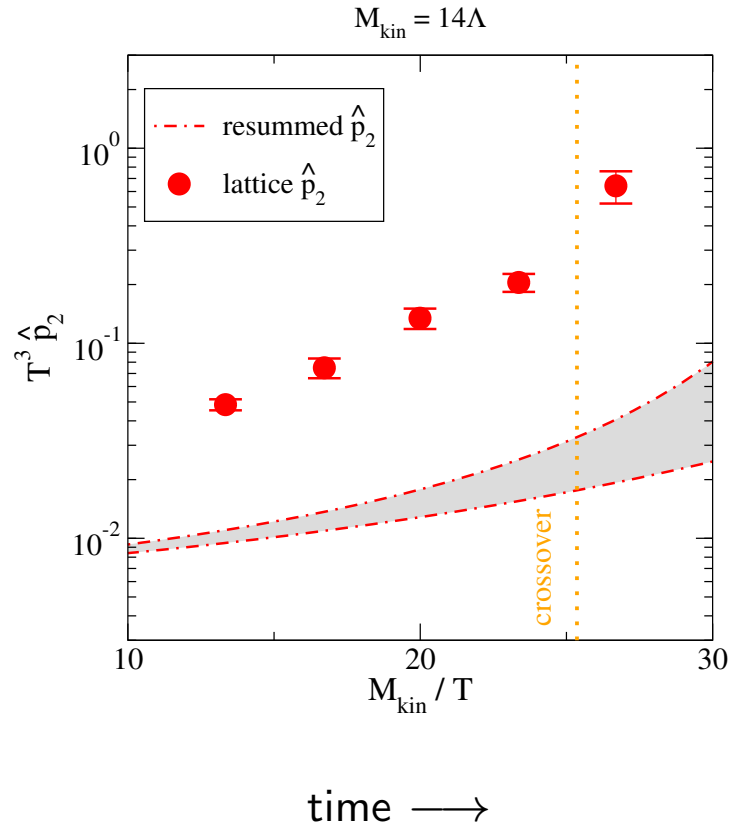 M_kin = 14Λ
resummed p̂_2
lattice p̂_2
T^3 p̂_2
10^0
10^-1
10^-2
crossover
10
20
30
M_kin / T
time ⟶